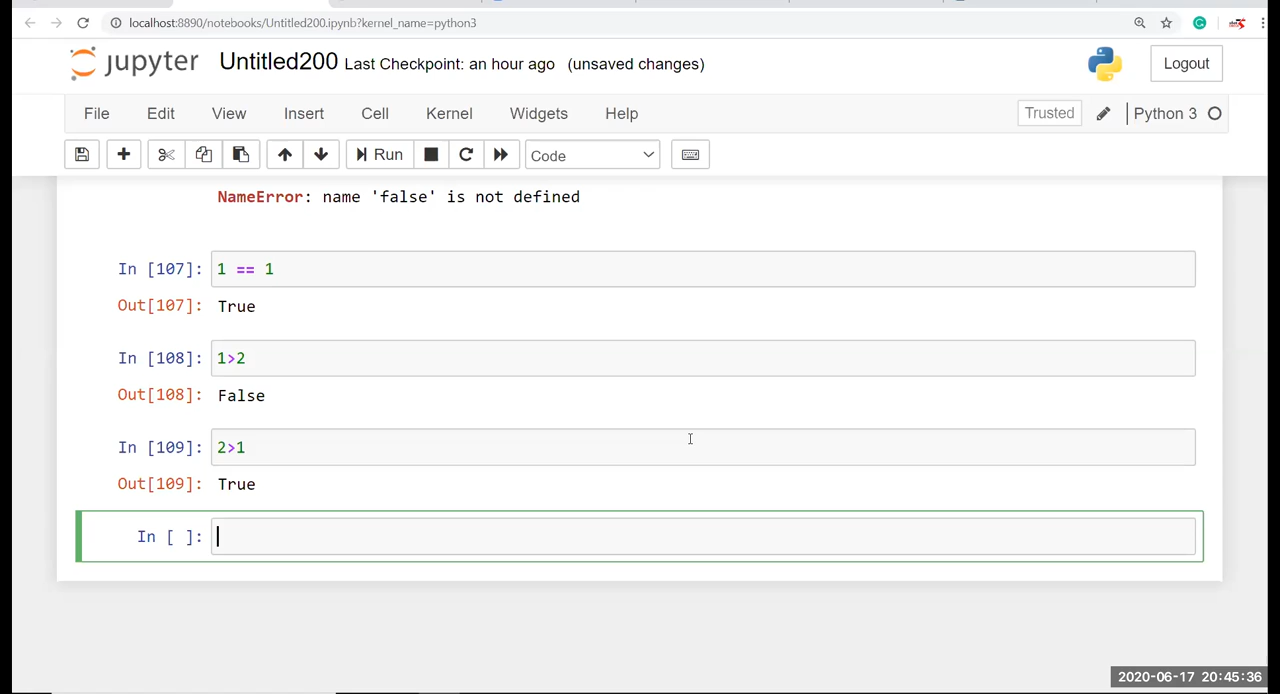 localhost:8890/notebooks/Untitled200.ipynb?kernel_name=python3
jupyter Untitled200 Last Checkpoint: an hour ago (unsaved changes) Logout
File Edit View Insert Cell Kernel Widgets Help Trusted Python 3
Run Code
NameError: name 'false' is not defined
In [107]: 1 == 1
Out[107]: True
In [108]: 1>2
Out[108]: False
In [109]: 2>1
Out[109]: True
In [ ]:
2020-06-17 20:45:36